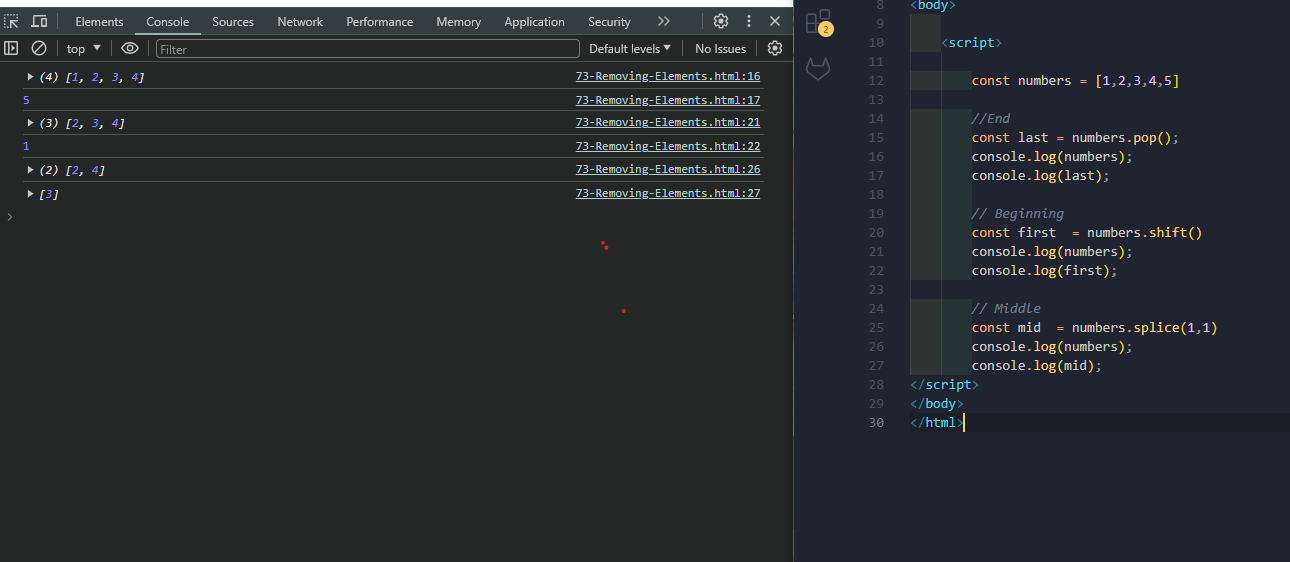 Elements Console Sources Network Performance Memory Application Security
top Filter Default levels No Issues
(4) [1, 2, 3, 4] 73-Removing-Elements.html:16
5 73-Removing-Elements.html:17
(3) [2, 3, 4] 73-Removing-Elements.html:21
1 73-Removing-Elements.html:22
(2) [2, 4] 73-Removing-Elements.html:26
[3] 73-Removing-Elements.html:27
2
8 <body>
9
10 <script>
11
12 const numbers = [1,2,3,4,5]
13
14 //End
15 const last = numbers.pop();
16 console.log(numbers);
17 console.log(last);
18
19 // Beginning
20 const first  = numbers.shift()
21 console.log(numbers);
22 console.log(first);
23
24 // Middle
25 const mid  = numbers.splice(1,1)
26 console.log(numbers);
27 console.log(mid);
28 </script>
29 </body>
30 </html>